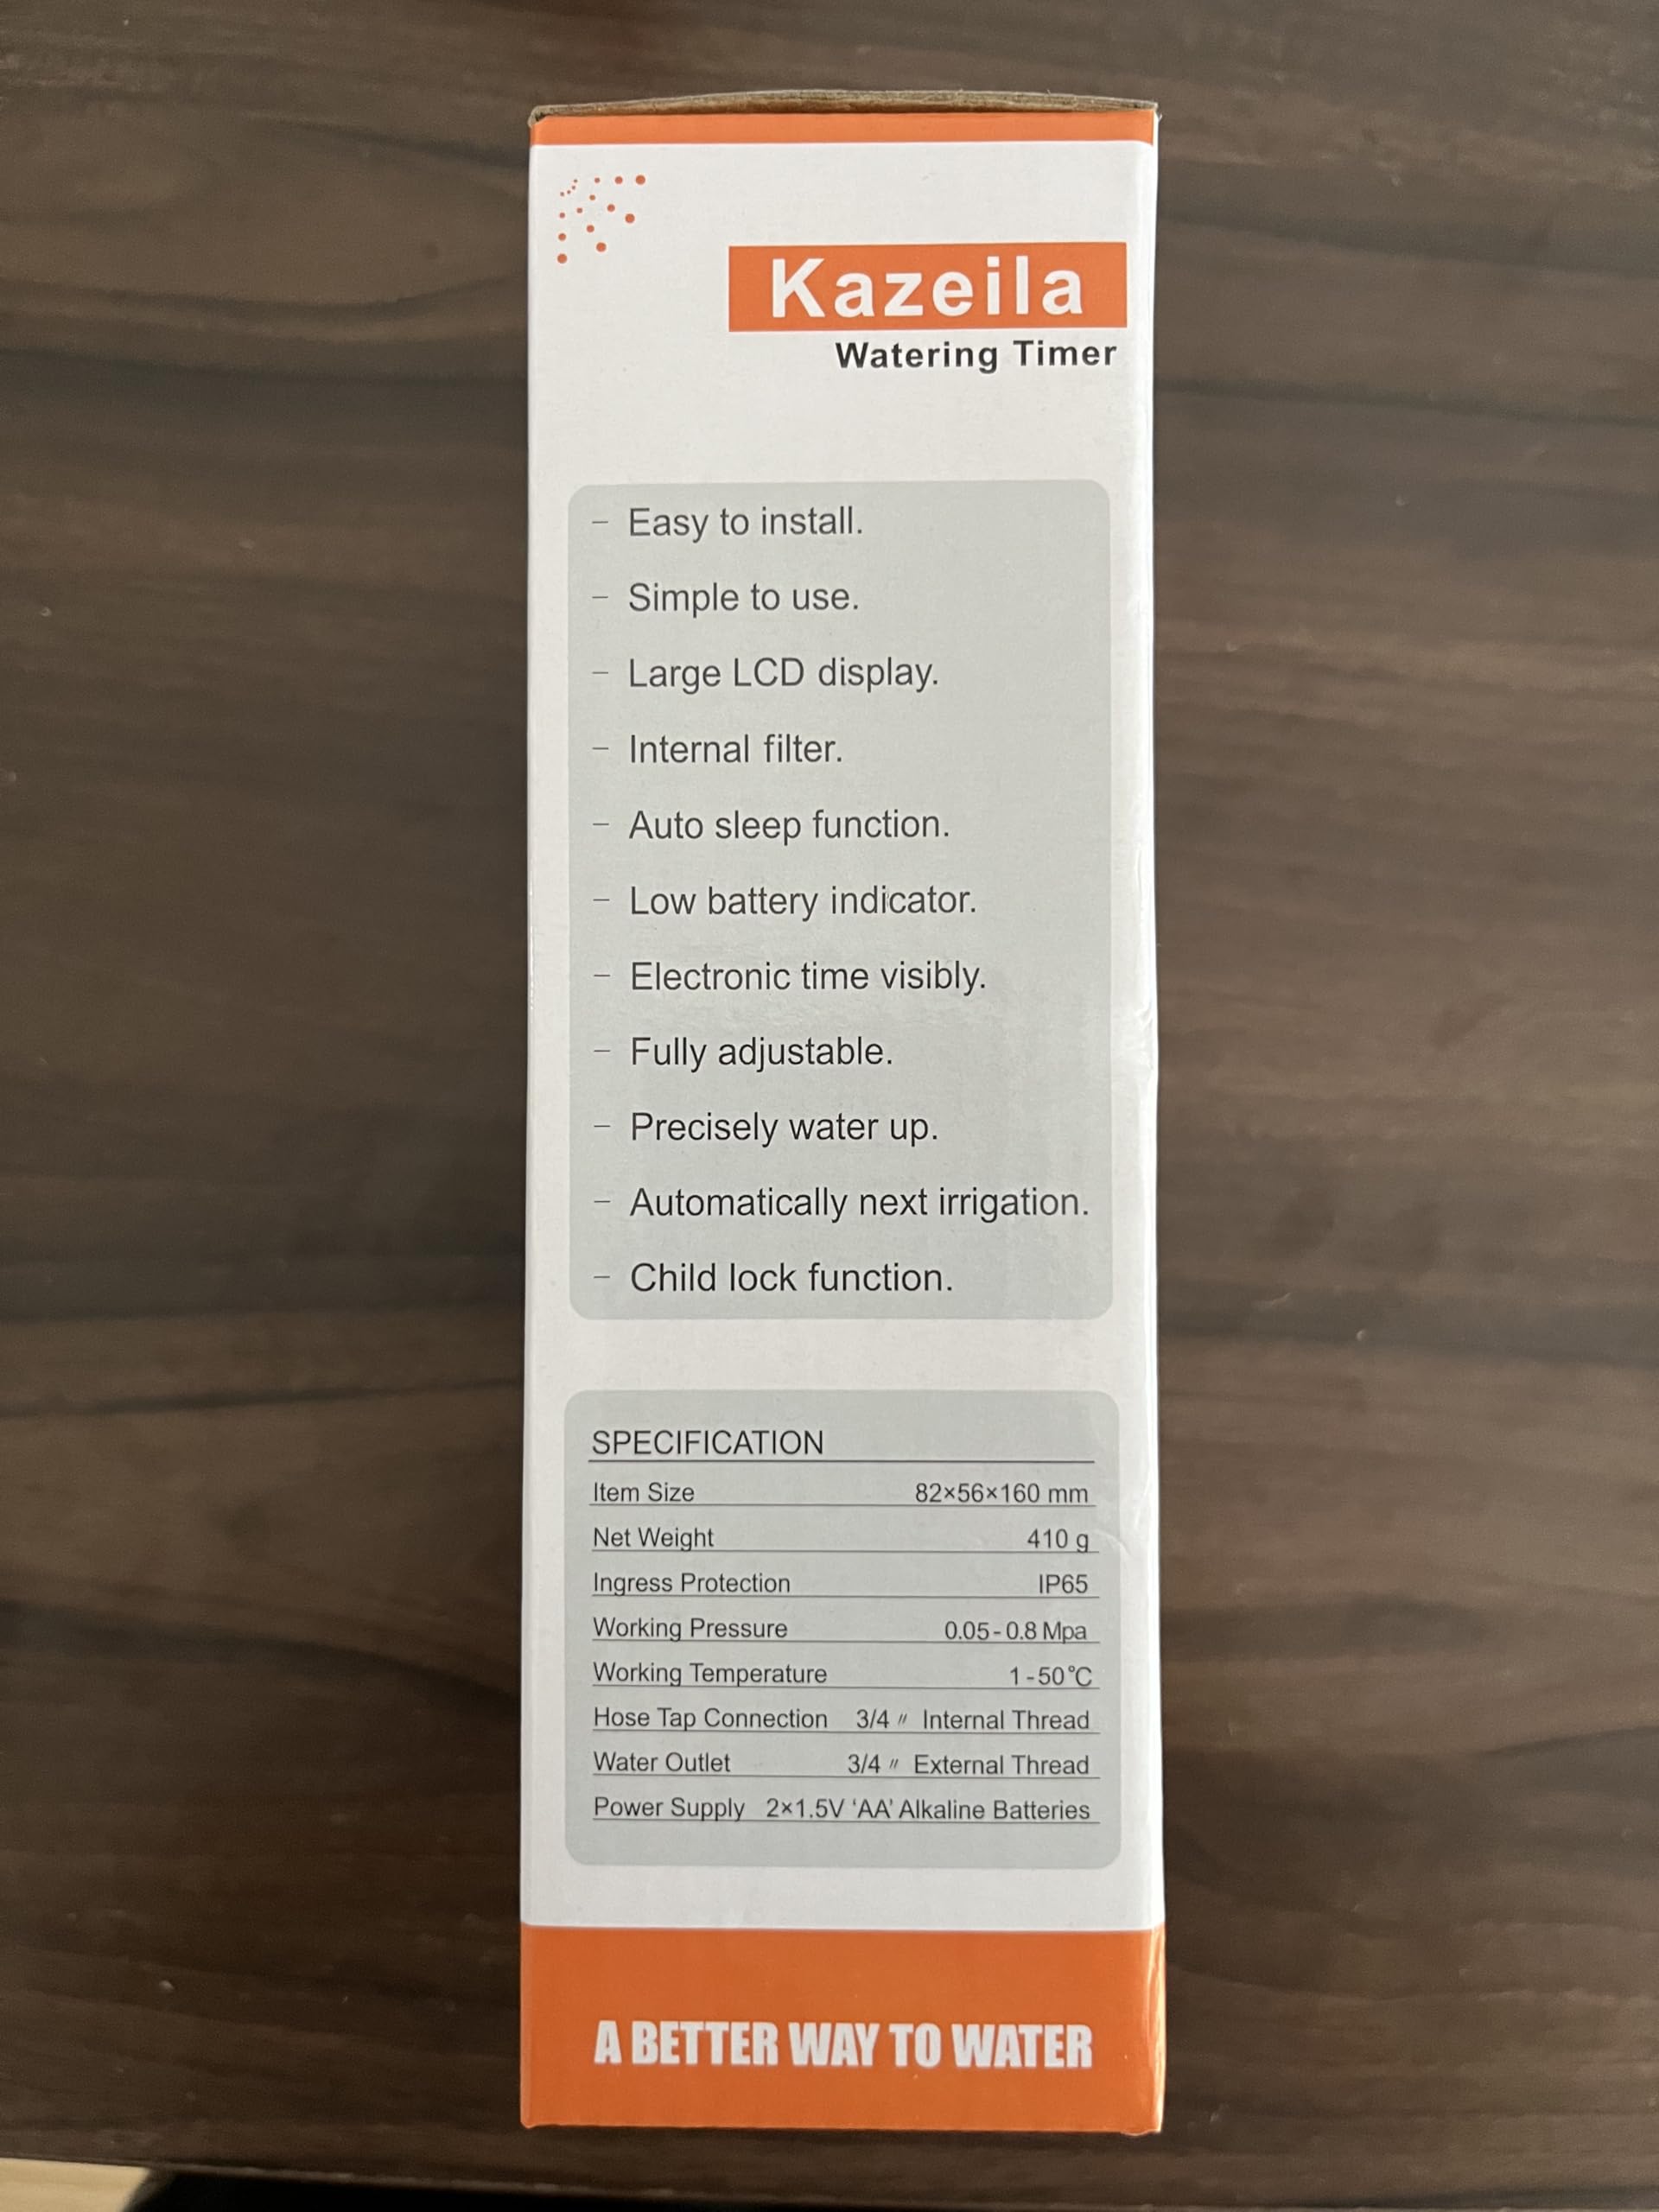 Kazeila
Watering Timer
– Easy to install.
– Simple to use.
– Large LCD display.
– Internal filter.
– Auto sleep function.
– Low battery indicator.
– Electronic time visibly.
– Fully adjustable.
– Precisely water up.
– Automatically next irrigation.
– Child lock function.
SPECIFICATION
Item Size 82×56×160 mm
Net Weight 410 g
Ingress Protection IP65
Working Pressure 0.05-0.8 Mpa
Working Temperature 1-50℃
Hose Tap Connection 3/4 〃 Internal Thread
Water Outlet 3/4 〃 External Thread
Power Supply 2×1.5V ‘AA’ Alkaline Batteries
A BETTER WAY TO WATER